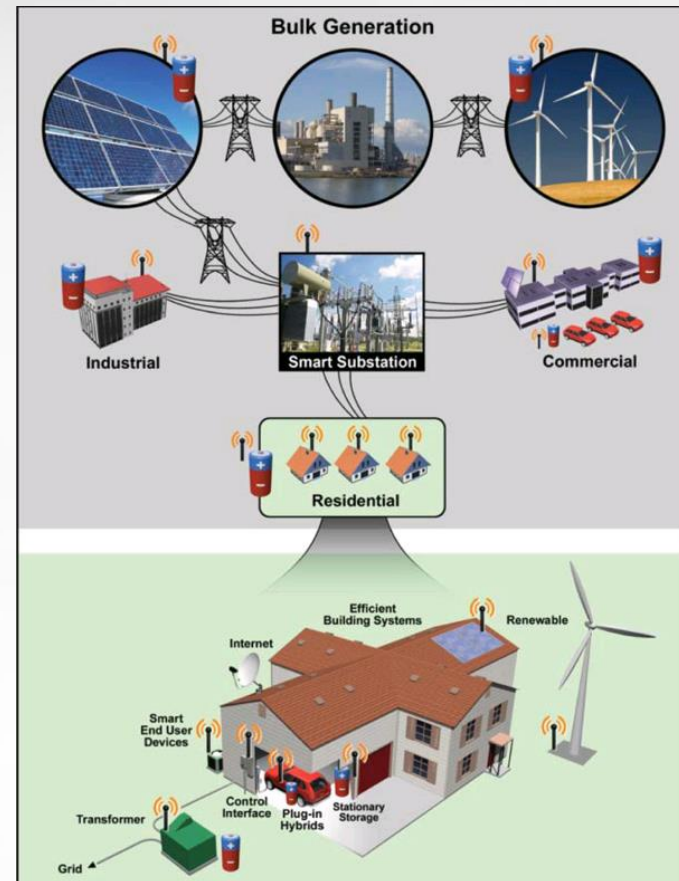 Bulk Generation
Industrial
Smart Substation
Commercial
Residential
Efficient
Building Systems
Renewable
Internet
Smart
End User
Devices
Control
Interface
Plug-in
Hybrids
Stationary
Storage
Transformer
Grid